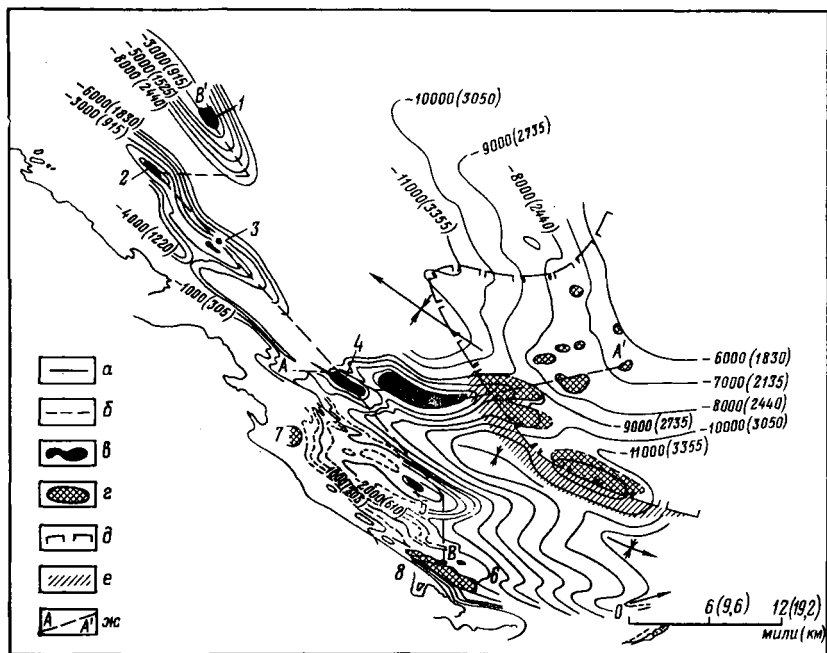 -3000(915)
-5000(1525)
-8000(2440)
-6000(1830)
-3000(915)
B'
1
2
3
-4000(1220)
-1000(305)
-10000(3050)
-9000(2735)
-8000(2440)
-11000(3355)
A
4
A'
-6000(1830)
-7000(2135)
-8000(2440)
9000(2735)
-10000(3050)
-11000(3355)
7
-2000(610)
5
B
6
8
а
б
в
г
д
е
A A' ж
0 6(9,6) 12(19,2)
мили(км)